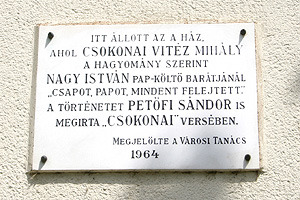 ITT ÁLLOTT AZ A HÁZ,
AHOL CSOKONAI VITÉZ MIHÁLY
A HAGYOMÁNY SZERINT
NAGY ISTVÁN PAP-KÖLTŐ BARÁTJÁNÁL
„CSAPOT, PAPOT, MINDENT FELEJTETT."
A TÖRTÉNETET PETŐFI SÁNDOR IS
MEGIRTA „CSOKONAI" VERSÉBEN.
MEGJELÖLTE A VÁROSI TANÁCS
1964